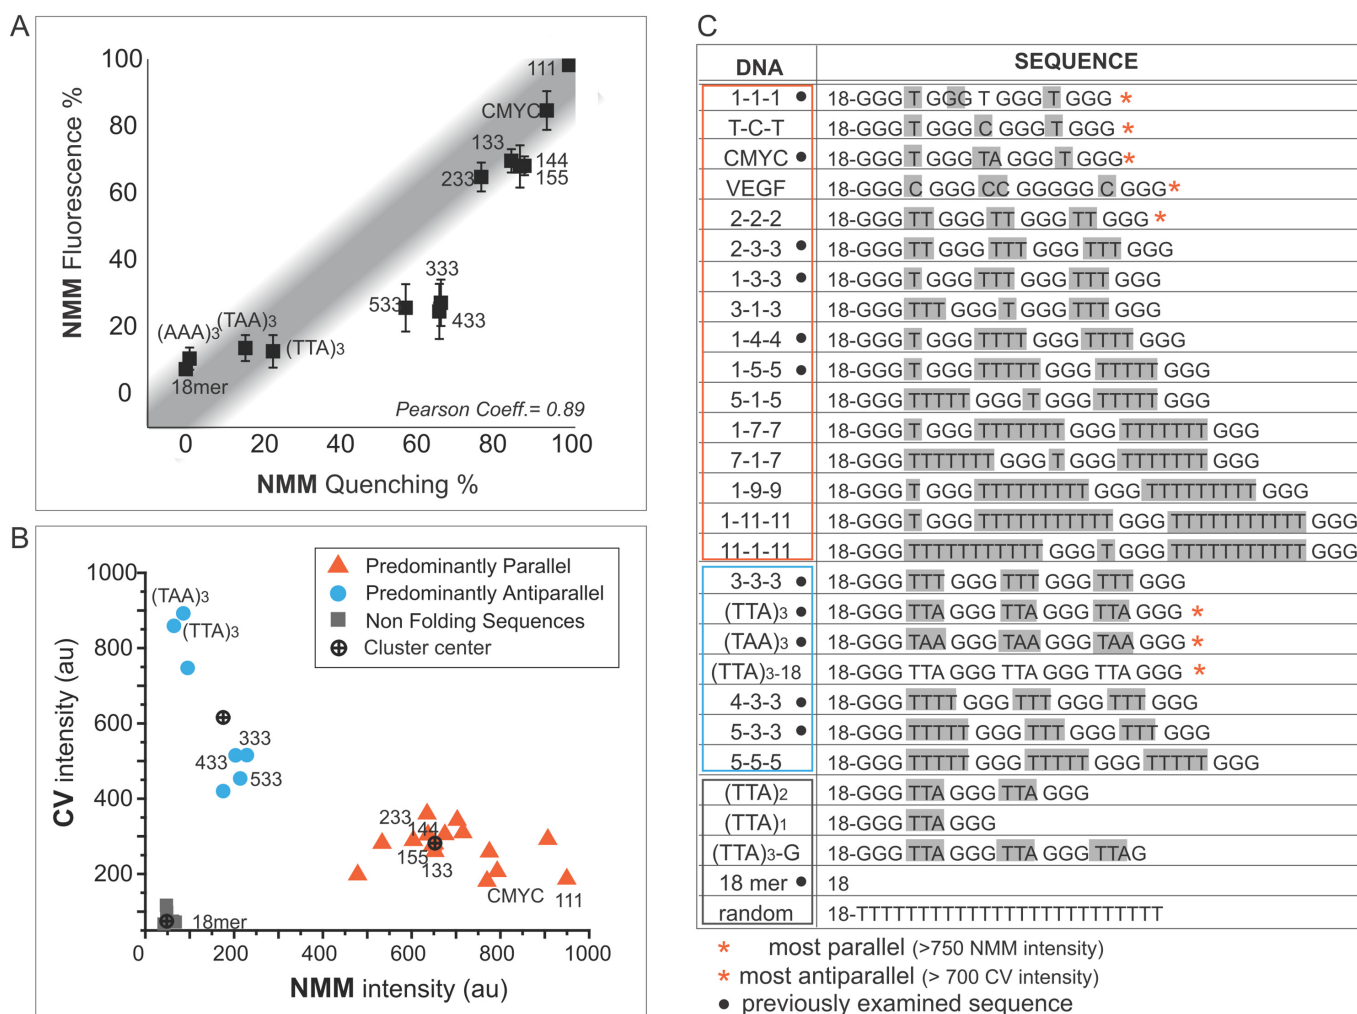 A
100
80
60
40
20
0
NMM Fluorescence %
111
CMYC
133
144
233
155
333
533
433
(AAA)3
(TAA)3
(TTA)3
18mer
Pearson Coeff.= 0.89
0 20 40 60 80 100
NMM Quenching %
B
1000
800
600
400
200
CV intensity (au)
Predominantly Parallel
Predominantly Antiparallel
Non Folding Sequences
Cluster center
(TAA)3
(TTA)3
333
433
533
233
144
155
133
CMYC
111
18mer
0 200 400 600 800 1000
NMM intensity (au)
C
DNA SEQUENCE
1-1-1 18-GGG T GGG T GGG T GGG *
T-C-T 18-GGG T GGG C GGG T GGG *
CMYC 18-GGG T GGG TA GGG T GGG *
VEGF 18-GGG C GGG CC GGGGG C GGG *
2-2-2 18-GGG TT GGG TT GGG TT GGG *
2-3-3 18-GGG TT GGG TTT GGG TTT GGG
1-3-3 18-GGG T GGG TTT GGG TTT GGG
3-1-3 18-GGG TTT GGG T GGG TTT GGG
1-4-4 18-GGG T GGG TTTT GGG TTTT GGG
1-5-5 18-GGG T GGG TTTTT GGG TTTTT GGG
5-1-5 18-GGG TTTTT GGG T GGG TTTTT GGG
1-7-7 18-GGG T GGG TTTTTTT GGG TTTTTTT GGG
7-1-7 18-GGG TTTTTTT GGG T GGG TTTTTTT GGG
1-9-9 18-GGG T GGG TTTTTTTTT GGG TTTTTTTTT GGG
1-11-11 18-GGG T GGG TTTTTTTTTTT GGG TTTTTTTTTTT GGG
11-1-11 18-GGG TTTTTTTTTTT GGG T GGG TTTTTTTTTTT GGG
3-3-3 18-GGG TTT GGG TTT GGG TTT GGG
(TTA)3 18-GGG TTA GGG TTA GGG TTA GGG *
(TAA)3 18-GGG TAA GGG TAA GGG TAA GGG *
(TTA)3-18 18-GGG TTA GGG TTA GGG TTA GGG *
4-3-3 18-GGG TTTT GGG TTT GGG TTT GGG
5-3-3 18-GGG TTTTT GGG TTT GGG TTT GGG
5-5-5 18-GGG TTTTT GGG TTTTT GGG TTTTT GGG
(TTA)2 18-GGG TTA GGG TTA GGG
(TTA)1 18-GGG TTA GGG
(TTA)3-G 18-GGG TTA GGG TTA GGG TTAG
18 mer 18
random 18-TTTTTTTTTTTTTTTTTTTTTTTT
* most parallel (>750 NMM intensity)
* most antiparallel (> 700 CV intensity)
● previously examined sequence